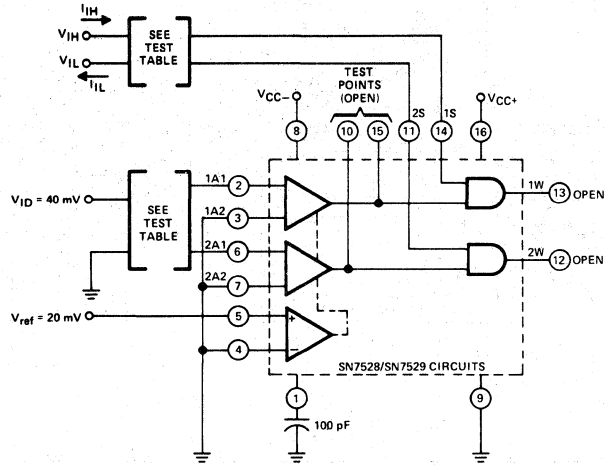 IIH
VIH
VIL
IIL
SEE
TEST
TABLE
TEST
POINTS
(OPEN)
VCC−
2S
1S
VCC+
8
10
15
11
14
16
VID = 40 mV
SEE
TEST
TABLE
1A1
2
1A2
3
2A1
6
2A2
7
Vref = 20 mV
5
+
4
−
1W
13
OPEN
2W
12
OPEN
SN7528/SN7529 CIRCUITS
1
9
100 pF